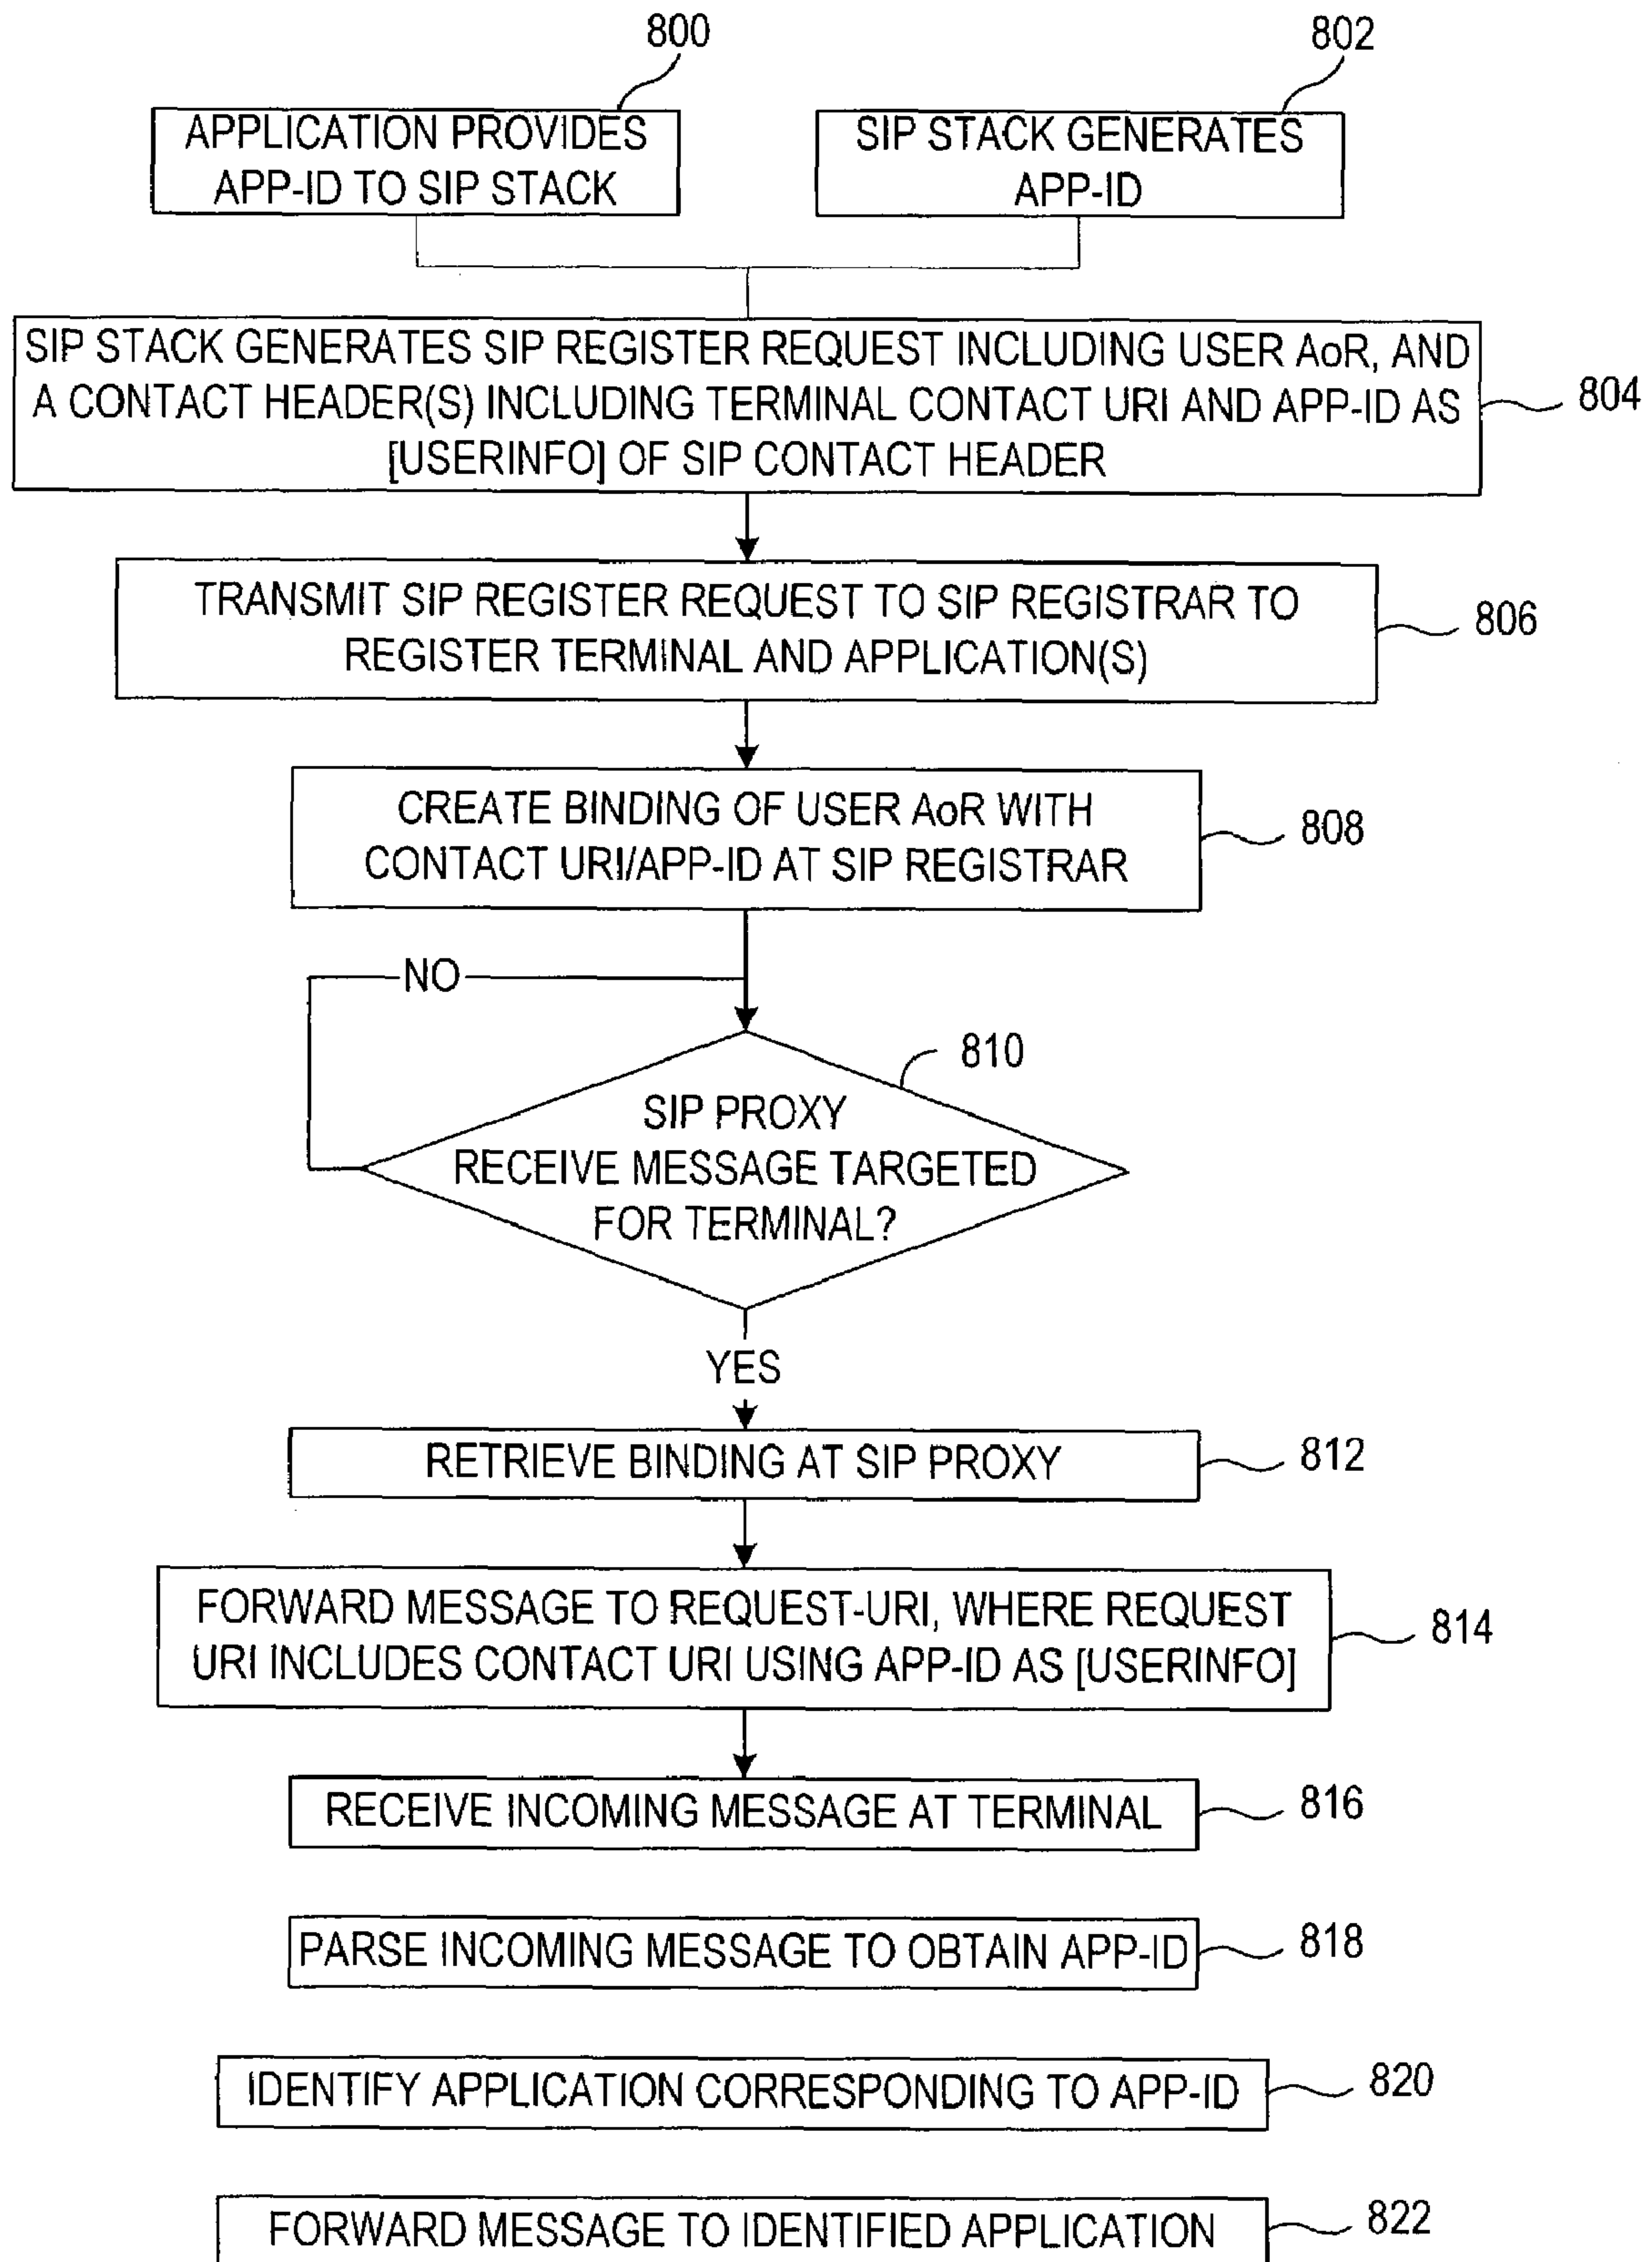 800
802
APPLICATION PROVIDES
APP-ID TO SIP STACK
SIP STACK GENERATES
APP-ID
SIP STACK GENERATES SIP REGISTER REQUEST INCLUDING USER AoR, AND
A CONTACT HEADER(S) INCLUDING TERMINAL CONTACT URI AND APP-ID AS
[USERINFO] OF SIP CONTACT HEADER
804
TRANSMIT SIP REGISTER REQUEST TO SIP REGISTRAR TO
REGISTER TERMINAL AND APPLICATION(S)
806
CREATE BINDING OF USER AoR WITH
CONTACT URI/APP-ID AT SIP REGISTRAR
808
NO
810
SIP PROXY
RECEIVE MESSAGE TARGETED
FOR TERMINAL?
YES
RETRIEVE BINDING AT SIP PROXY
812
FORWARD MESSAGE TO REQUEST-URI, WHERE REQUEST
URI INCLUDES CONTACT URI USING APP-ID AS [USERINFO]
814
RECEIVE INCOMING MESSAGE AT TERMINAL
816
PARSE INCOMING MESSAGE TO OBTAIN APP-ID
818
IDENTIFY APPLICATION CORRESPONDING TO APP-ID
820
FORWARD MESSAGE TO IDENTIFIED APPLICATION
822